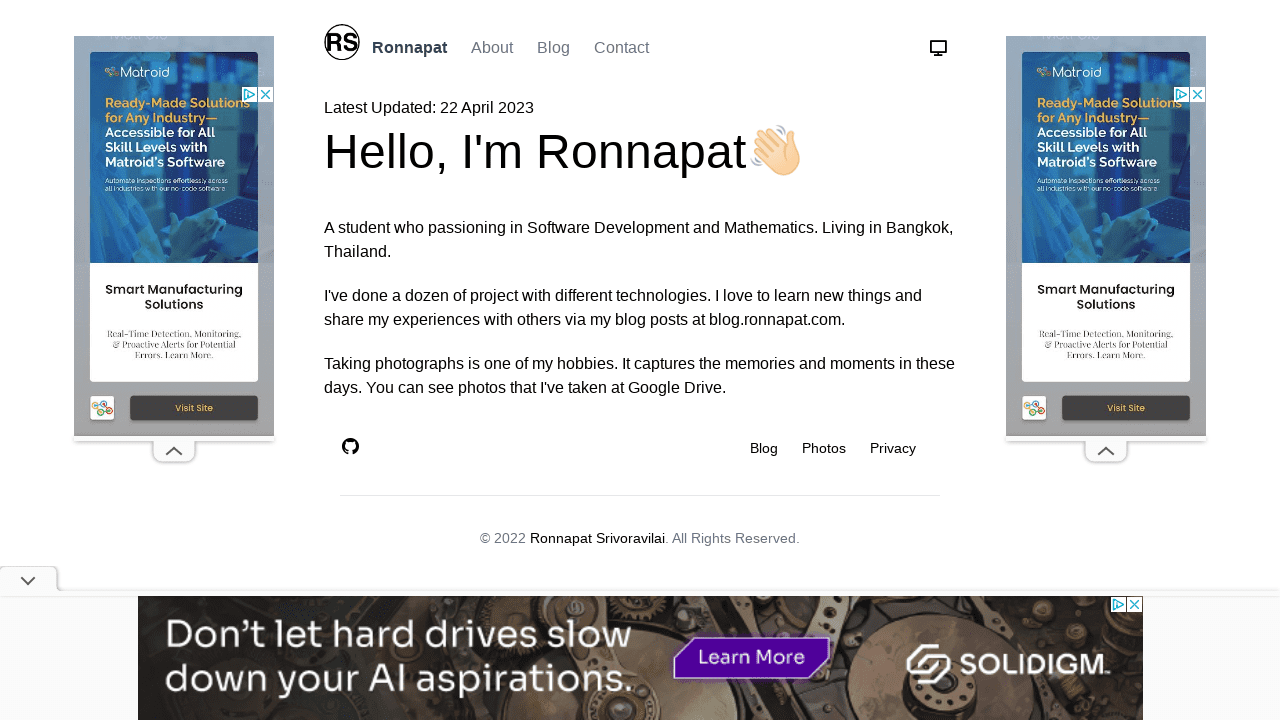 RS
Ronnapat About Blog Contact
Latest Updated: 22 April 2023
Hello, I'm Ronnapat👋🏻
A student who passioning in Software Development and Mathematics. Living in Bangkok,
Thailand.
I've done a dozen of project with different technologies. I love to learn new things and
share my experiences with others via my blog posts at blog.ronnapat.com.
Taking photographs is one of my hobbies. It captures the memories and moments in these
days. You can see photos that I've taken at Google Drive.
Blog Photos Privacy
© 2022 Ronnapat Srivoravilai. All Rights Reserved.
Matroid
Ready-Made Solutions
for Any Industry—
Accessible for All
Skill Levels with
Matroid's Software
Automate Inspections effortlessly across
all industries with our no-code software
Smart Manufacturing
Solutions
Real-Time Detection, Monitoring,
& Proactive Alerts for Potential
Errors. Learn More.
Visit Site
Matroid
Ready-Made Solutions
for Any Industry—
Accessible for All
Skill Levels with
Matroid's Software
Automate Inspections effortlessly across
all industries with our no-code software
Smart Manufacturing
Solutions
Real-Time Detection, Monitoring,
& Proactive Alerts for Potential
Errors. Learn More.
Visit Site
Don't let hard drives slow
down your AI aspirations.
Learn More
SOLIDIGM